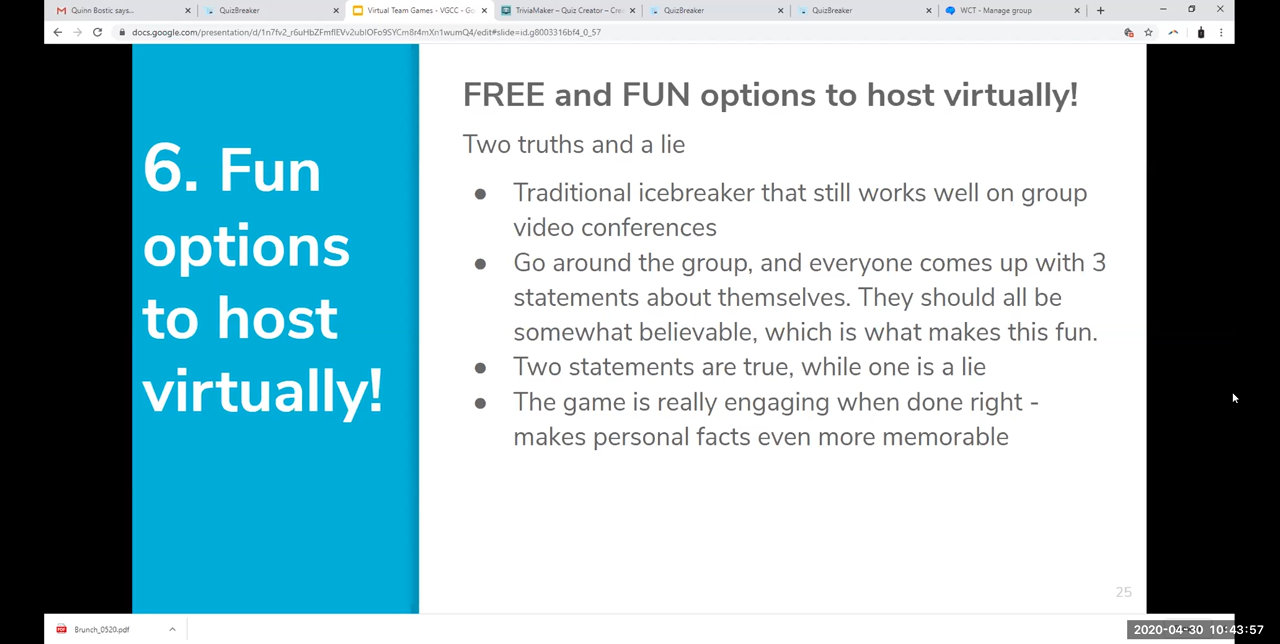 Quinn Bostic says...
QuizBreaker
Virtual Team Games - VGCC - Go
TriviaMaker - Quiz Creator - Cre
QuizBreaker
QuizBreaker
WCT - Manage group
docs.google.com/presentation/d/1n7fv2_r6uHbZFmflEVv2ublOFo9SYCm8r4mXn1wumQ4/edit#slide=id.g8003316bf4_0_57
6. Fun
options
to host
virtually!
FREE and FUN options to host virtually!
Two truths and a lie
● Traditional icebreaker that still works well on group
video conferences
● Go around the group, and everyone comes up with 3
statements about themselves. They should all be
somewhat believable, which is what makes this fun.
● Two statements are true, while one is a lie
● The game is really engaging when done right -
makes personal facts even more memorable
25
Brunch_0520.pdf
2020-04-30 10:43:57